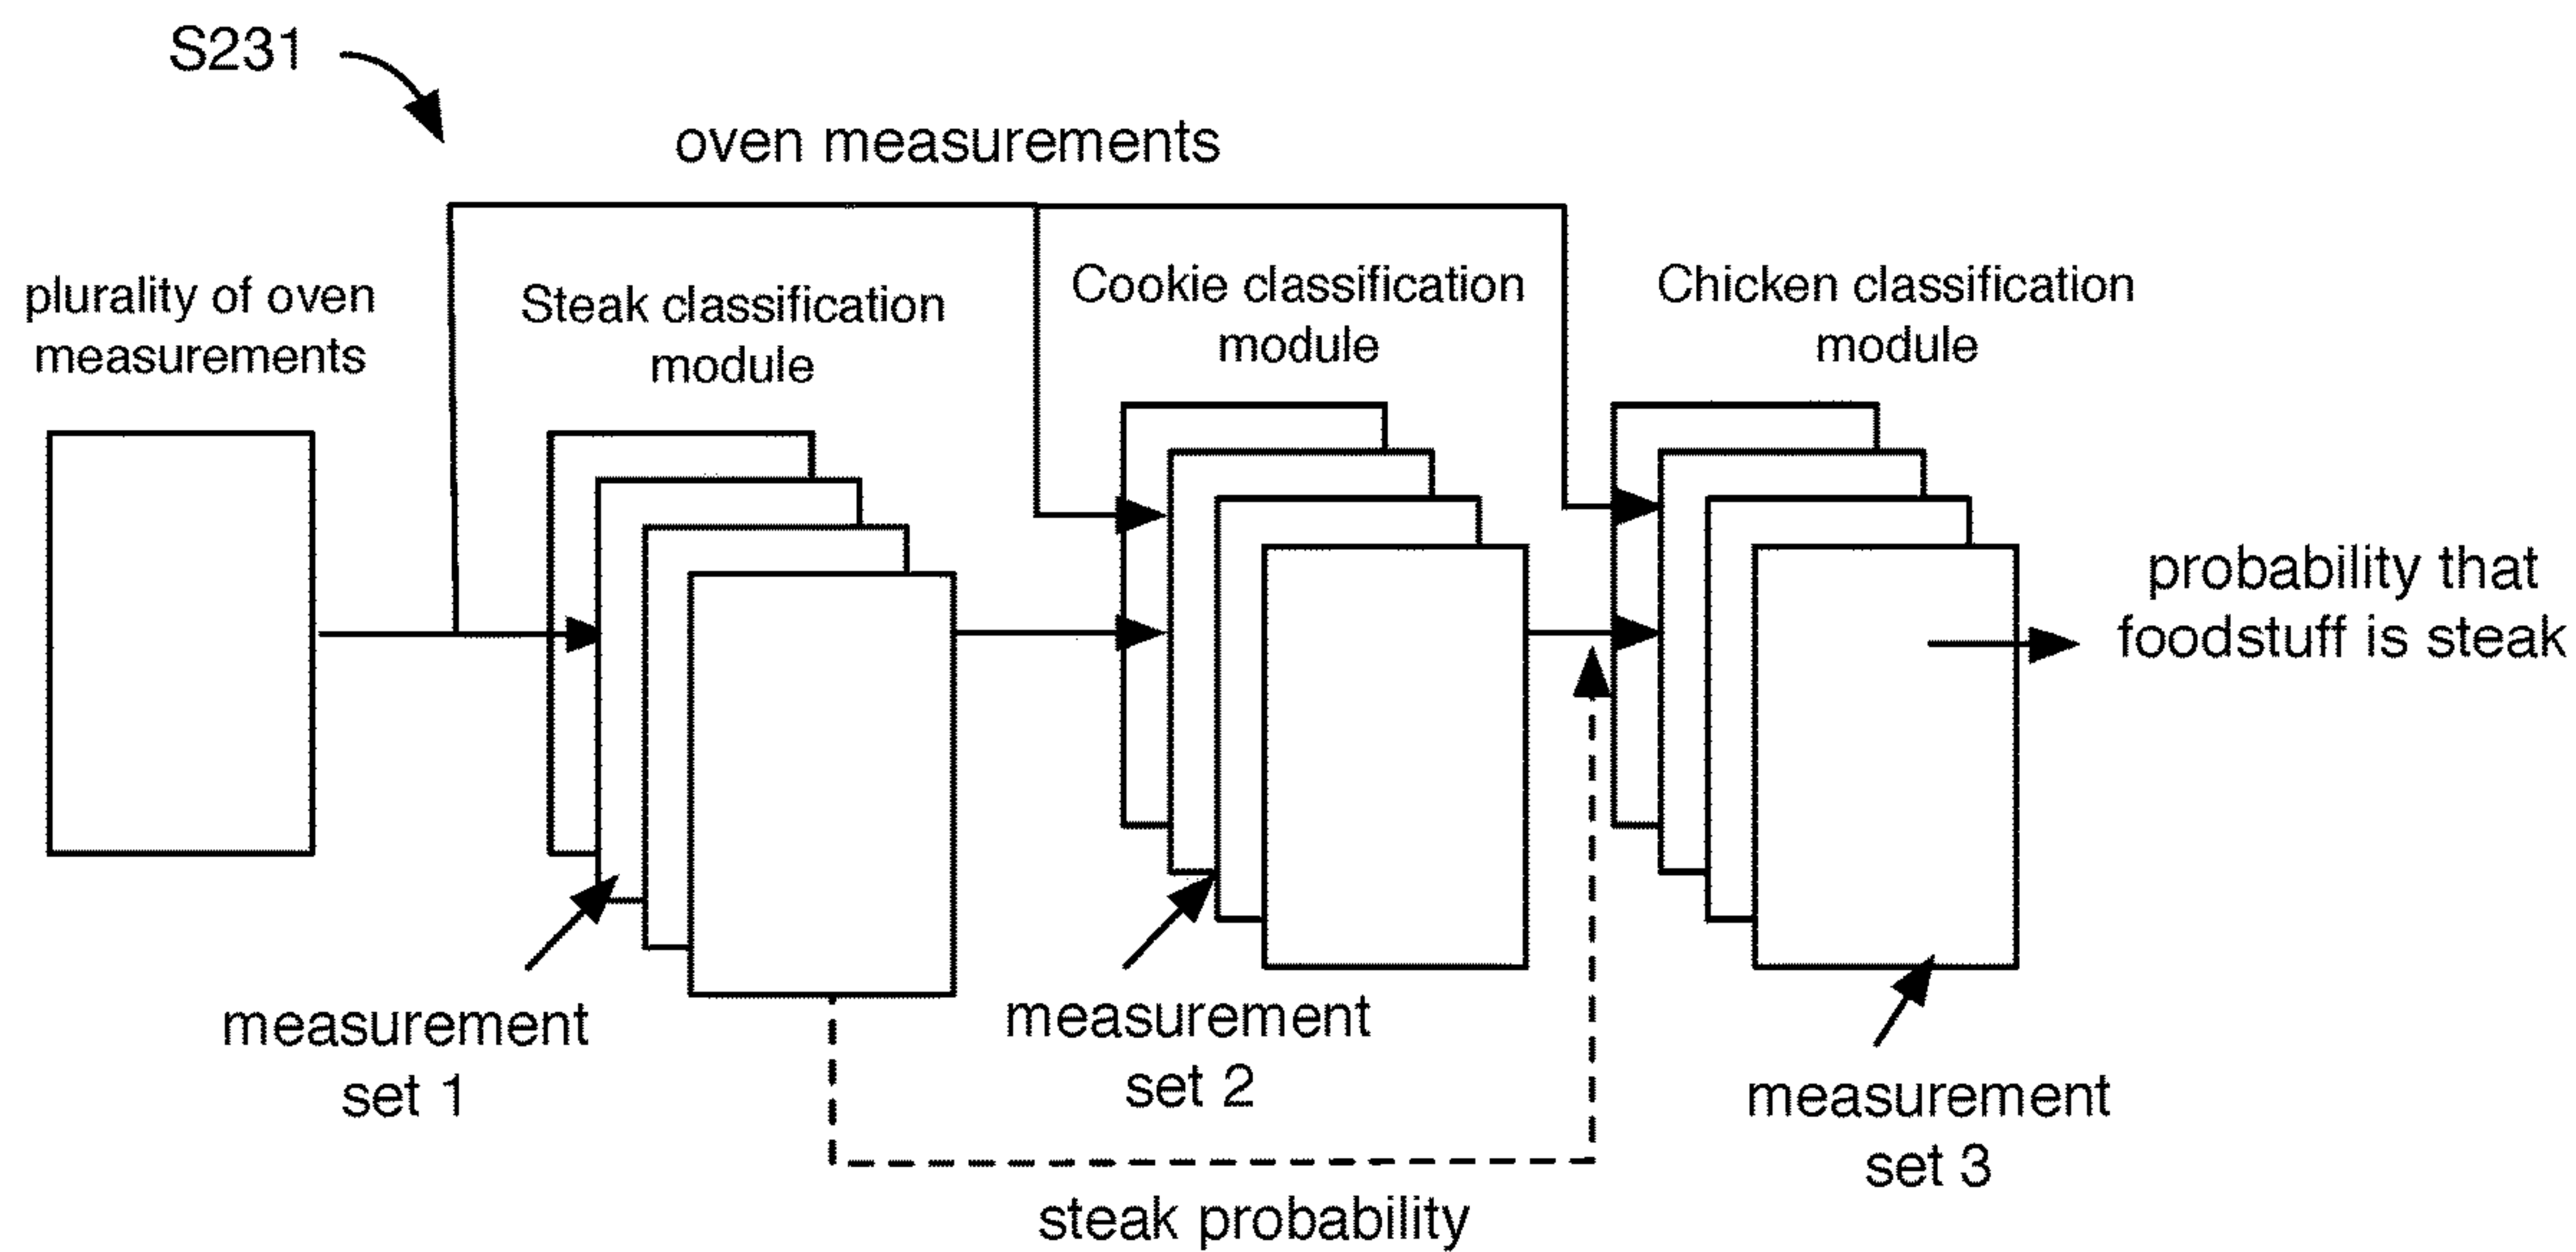 S231
oven measurements
plurality of oven
measurements
Steak classification
module
Cookie classification
module
Chicken classification
module
probability that
foodstuff is steak
measurement
set 1
measurement
set 2
measurement
set 3
steak probability